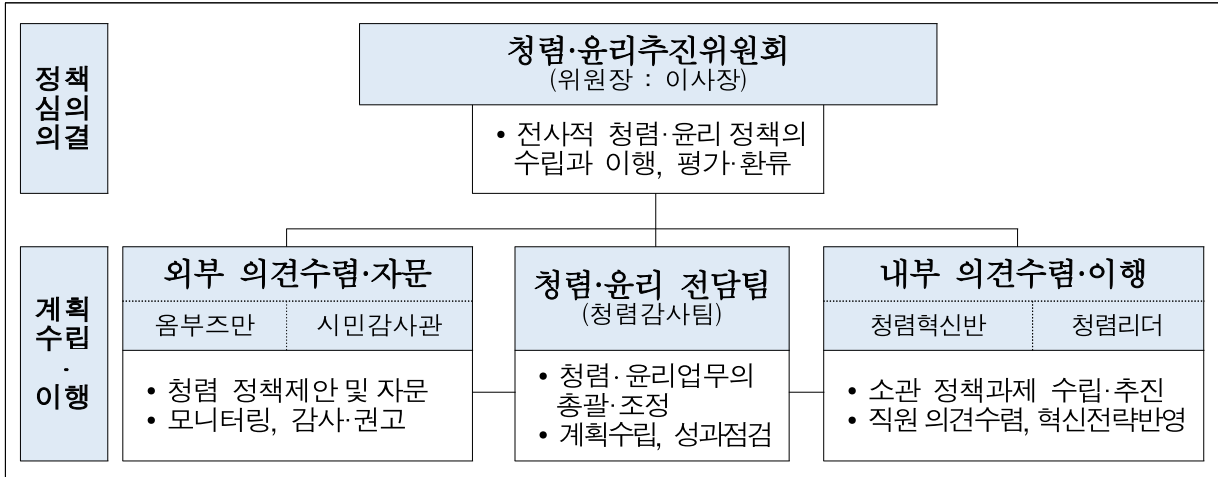 정책
심의
의결
청렴·윤리추진위원회
(위원장 : 이사장)
• 전사적 청렴·윤리 정책의
수립과 이행, 평가·환류
계획
수립
·
이행
외부 의견수렴·자문
옴부즈만 시민감사관
• 청렴 정책제안 및 자문
• 모니터링, 감사·권고
청렴·윤리 전담팀
(청렴감사팀)
• 청렴·윤리업무의
총괄·조정
• 계획수립, 성과점검
내부 의견수렴·이행
청렴혁신반 청렴리더
• 소관 정책과제 수립·추진
• 직원 의견수렴, 혁신전략반영